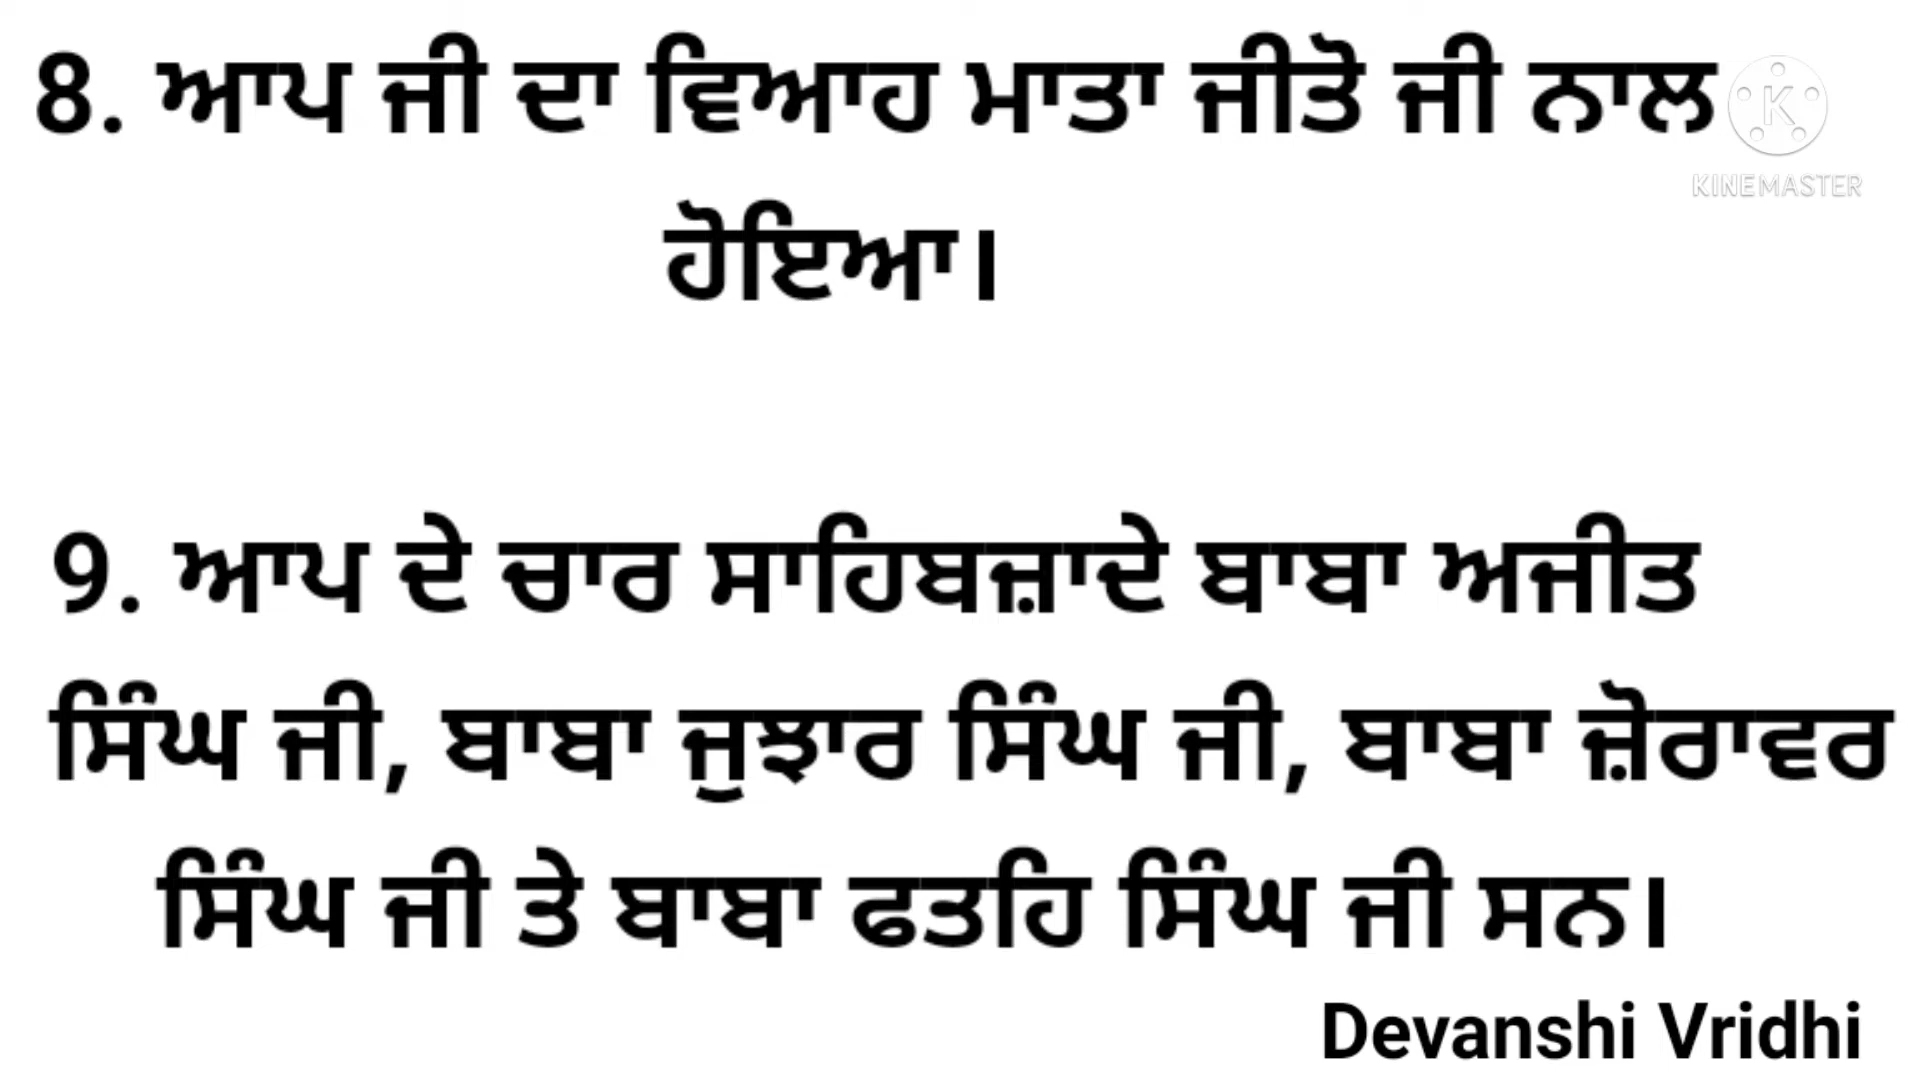 8. ਆਪ ਜੀ ਦਾ ਵਿਆਹ ਮਾਤਾ ਜੀਤੋ ਜੀ ਨਾਲ
KINEMASTER
ਹੋਇਆ।
9. ਆਪ ਦੇ ਚਾਰ ਸਾਹਿਬਜ਼ਾਦੇ ਬਾਬਾ ਅਜੀਤ
ਸਿੰਘ ਜੀ, ਬਾਬਾ ਜੁਝਾਰ ਸਿੰਘ ਜੀ, ਬਾਬਾ ਜ਼ੋਰਾਵਰ
ਸਿੰਘ ਜੀ ਤੇ ਬਾਬਾ ਫਤਹਿ ਸਿੰਘ ਜੀ ਸਨ।
Devanshi Vridhi